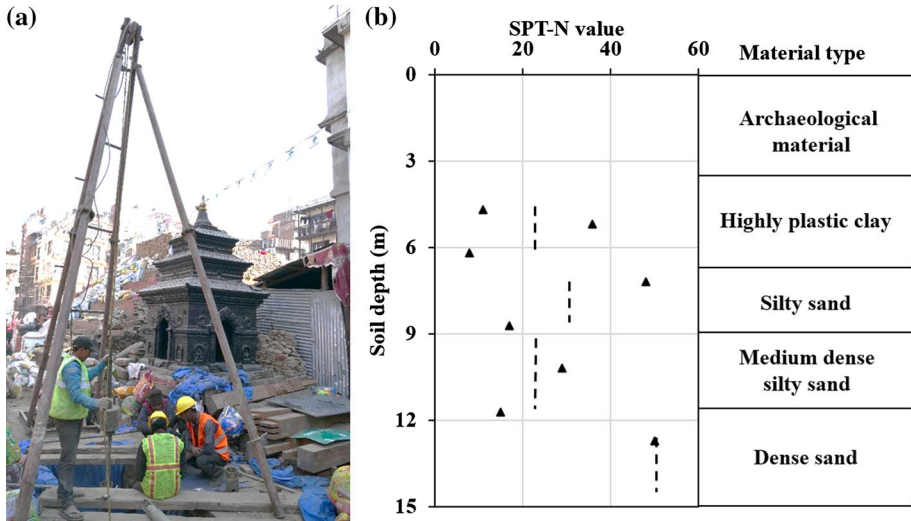 (a)
(b)
SPT-N value
0 20 40 60
Material type
0
3
6
9
12
15
Soil depth (m)
Archaeological
material
Highly plastic clay
Silty sand
Medium dense
silty sand
Dense sand